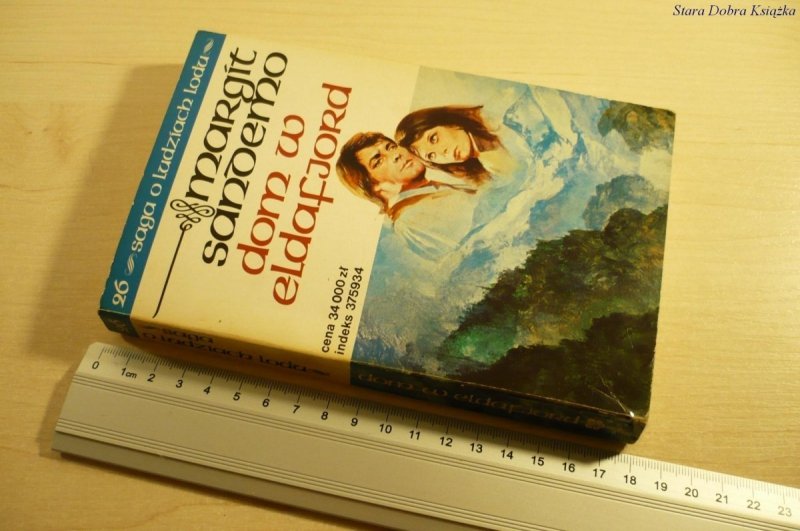 Stara Dobra Książka
26 saga o ludziach lodu
margit
sandemo
dom w
eldafjord
cena 34 000 zł
indeks 375934
saga
o ludziach lodu
dom w eldafjord
0 1cm 2 3 4 5 6 7 8 9 10 11 12 13 14 15 16 17 18 19 20 21 22 23